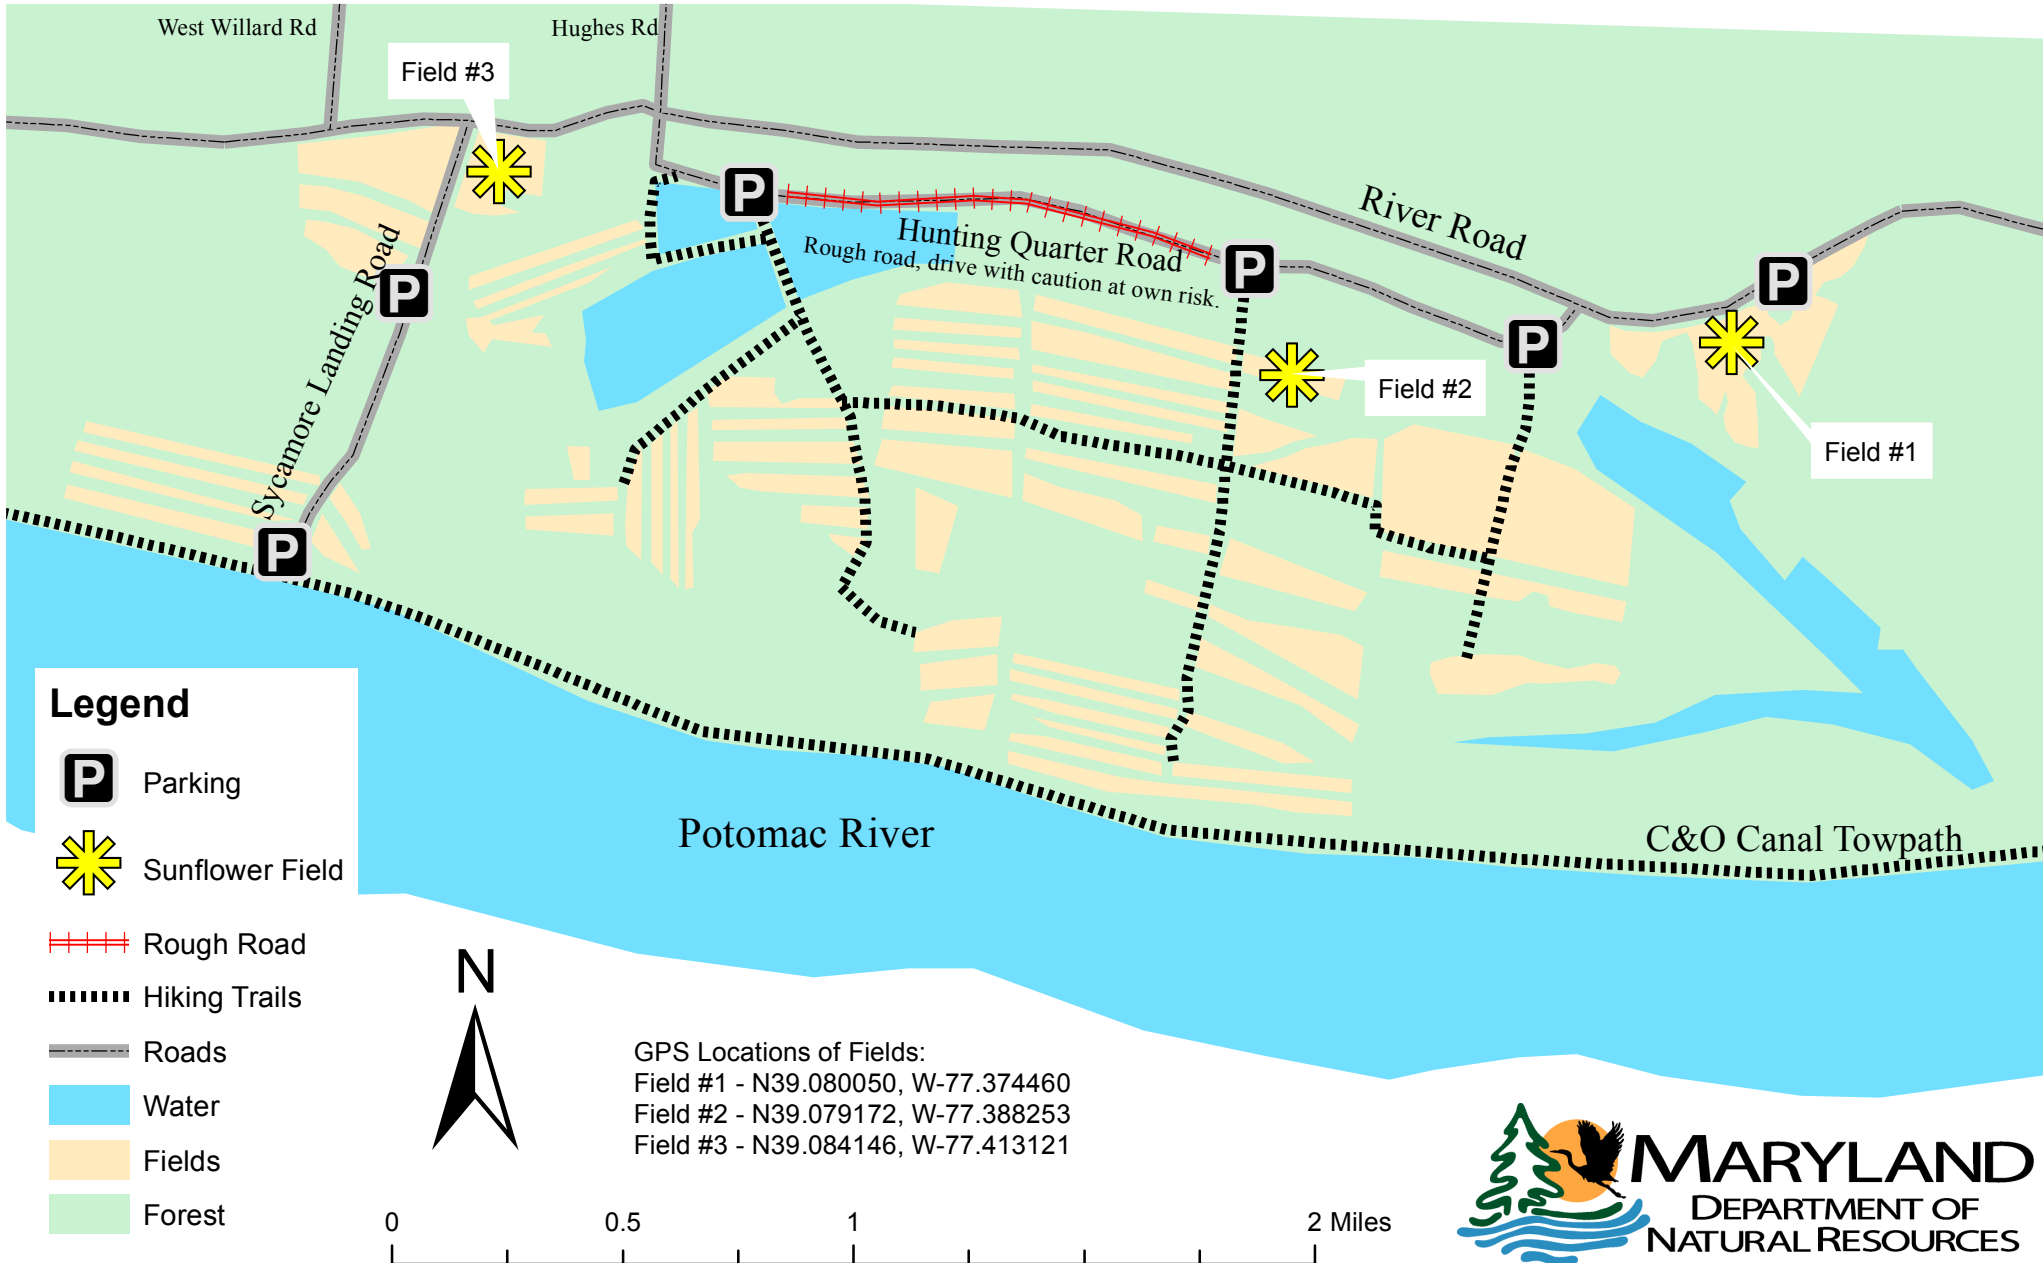 West Willard Rd
Hughes Rd
Field #3
River Road
P
Hunting Quarter Road
Rough road, drive with caution at own risk.
P
P
P
P
Sycamore Landing Road
Field #2
Field #1
P
Legend
P Parking
Sunflower Field
Rough Road
Hiking Trails
Roads
Water
Fields
Forest
Potomac River
C&O Canal Towpath
N
GPS Locations of Fields:
Field #1 - N39.080050, W-77.374460
Field #2 - N39.079172, W-77.388253
Field #3 - N39.084146, W-77.413121
0 0.5 1 2 Miles
MARYLAND
DEPARTMENT OF
NATURAL RESOURCES